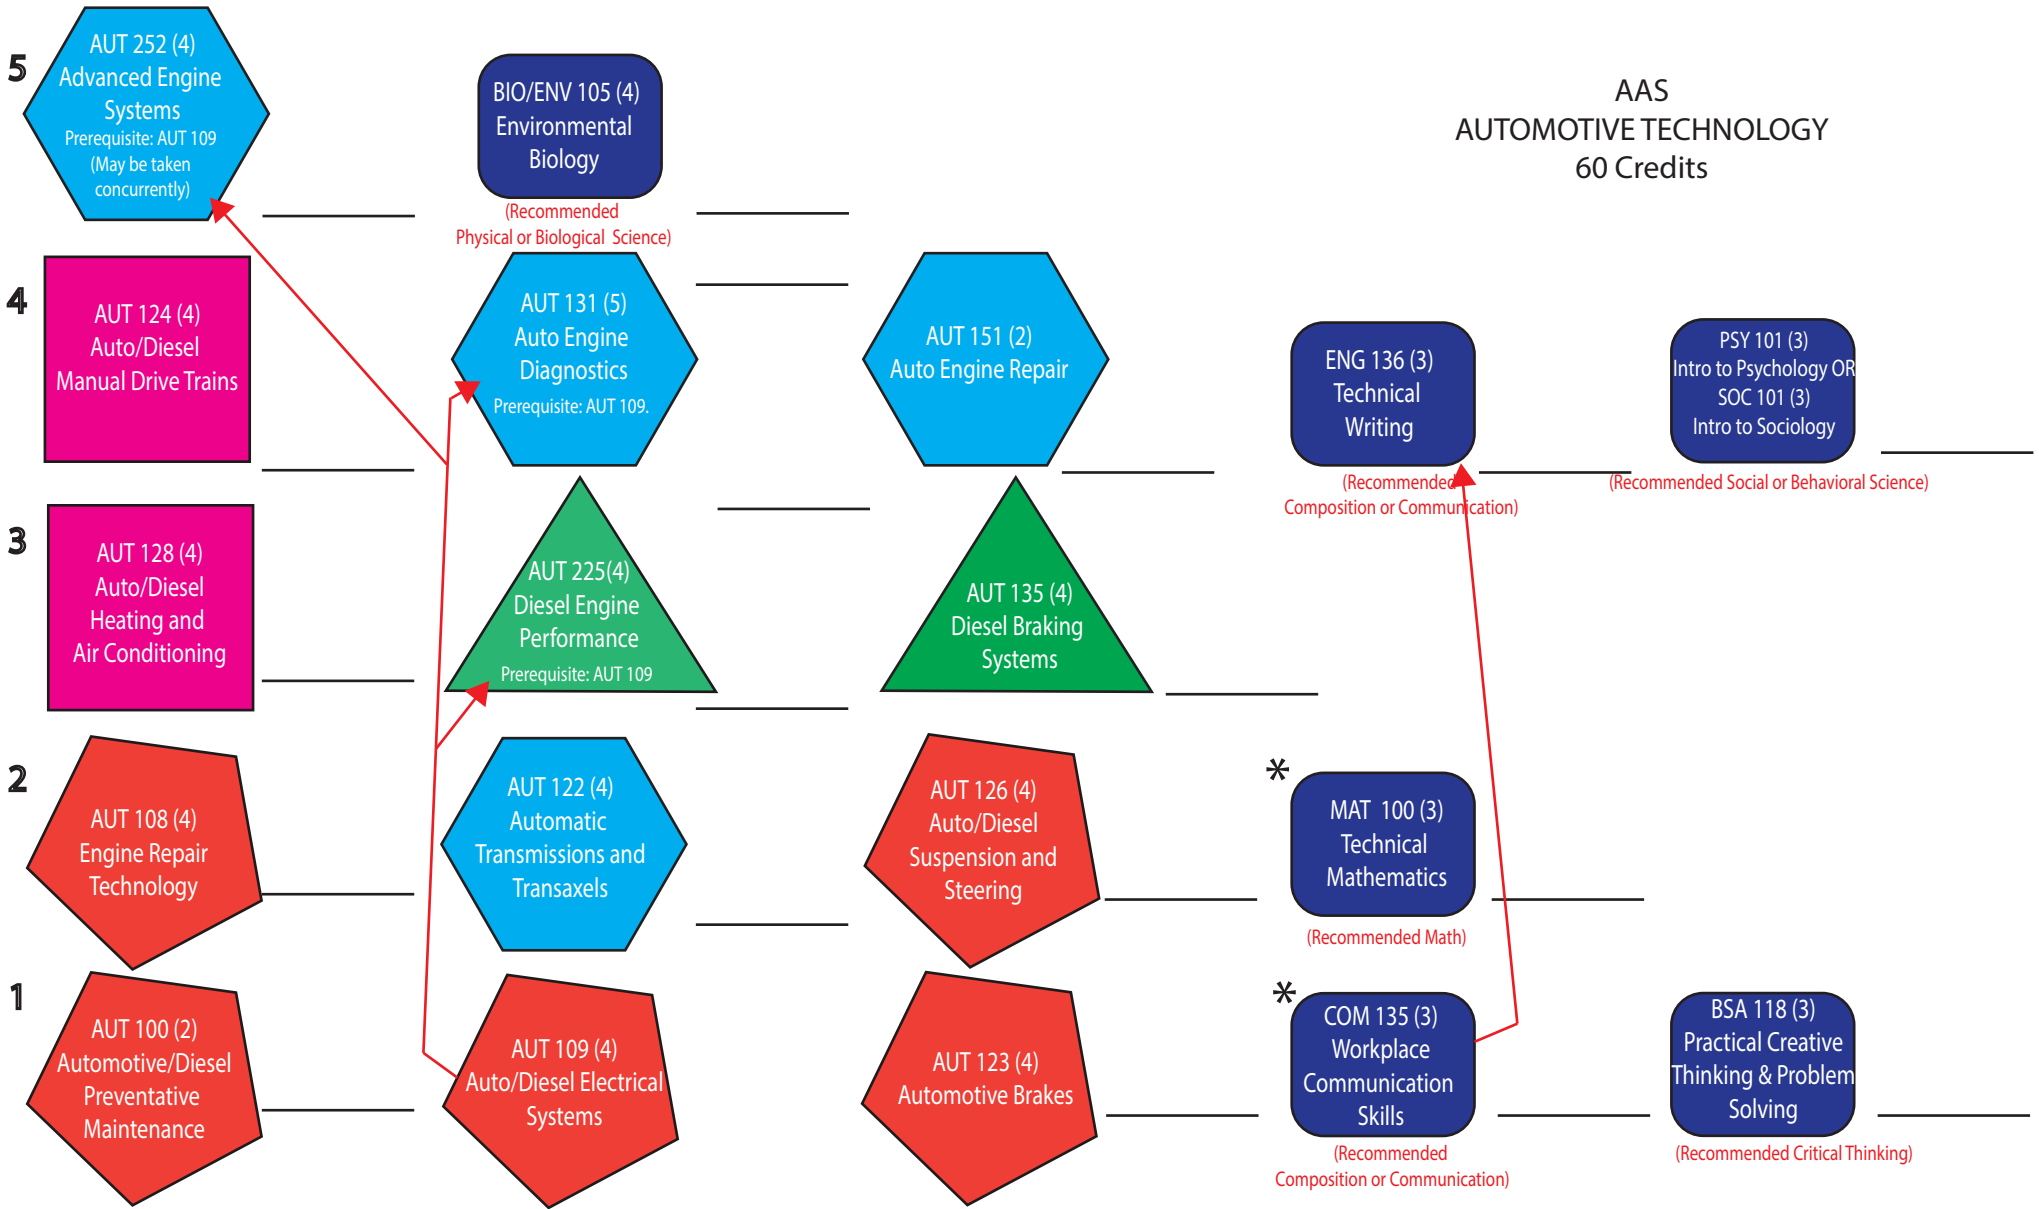 AAS
AUTOMOTIVE TECHNOLOGY
60 Credits
5
AUT 252 (4)
Advanced Engine
Systems
Prerequisite: AUT 109
(May be taken
concurrently)
BIO/ENV 105 (4)
Environmental
Biology
(Recommended
Physical or Biological Science)
4
AUT 124 (4)
Auto/Diesel
Manual Drive Trains
AUT 131 (5)
Auto Engine
Diagnostics
Prerequisite: AUT 109.
AUT 151 (2)
Auto Engine Repair
ENG 136 (3)
Technical
Writing
(Recommended
Composition or Communication)
PSY 101 (3)
Intro to Psychology OR
SOC 101 (3)
Intro to Sociology
(Recommended Social or Behavioral Science)
3
AUT 128 (4)
Auto/Diesel
Heating and
Air Conditioning
AUT 225(4)
Diesel Engine
Performance
Prerequisite: AUT 109
AUT 135 (4)
Diesel Braking
Systems
2
AUT 108 (4)
Engine Repair
Technology
AUT 122 (4)
Automatic
Transmissions and
Transaxels
AUT 126 (4)
Auto/Diesel
Suspension and
Steering
*
MAT 100 (3)
Technical
Mathematics
(Recommended Math)
1
AUT 100 (2)
Automotive/Diesel
Preventative
Maintenance
AUT 109 (4)
Auto/Diesel Electrical
Systems
AUT 123 (4)
Automotive Brakes
*
COM 135 (3)
Workplace
Communication
Skills
(Recommended
Composition or Communication)
BSA 118 (3)
Practical Creative
Thinking & Problem
Solving
(Recommended Critical Thinking)